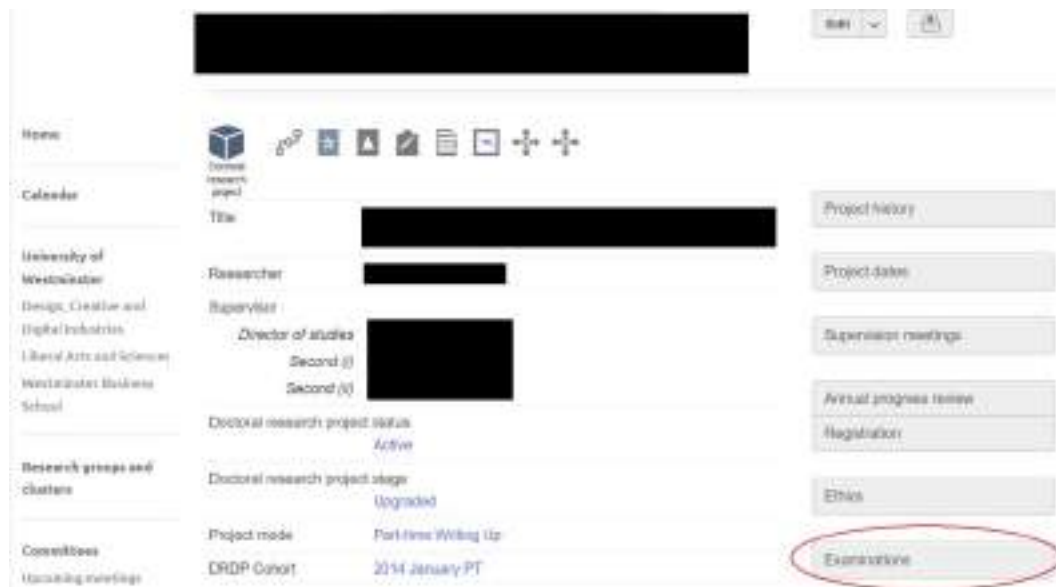 Home
Calendar
University of
Westminster
Design, Creative and
Digital Industries
Liberal Arts and Sciences
Westminster Business
School
Research groups and
clusters
Committees
Upcoming meetings
Edit
Doctoral
research
project
Title
Researcher
Supervisor
Director of studies
Second (i)
Second (ii)
Doctoral research project status
Active
Doctoral research project stage
Upgraded
Project mode
Part-time Writing Up
DRDP Cohort
2014 January PT
Project history
Project dates
Supervision meetings
Annual progress review
Registration
Ethics
Examinations